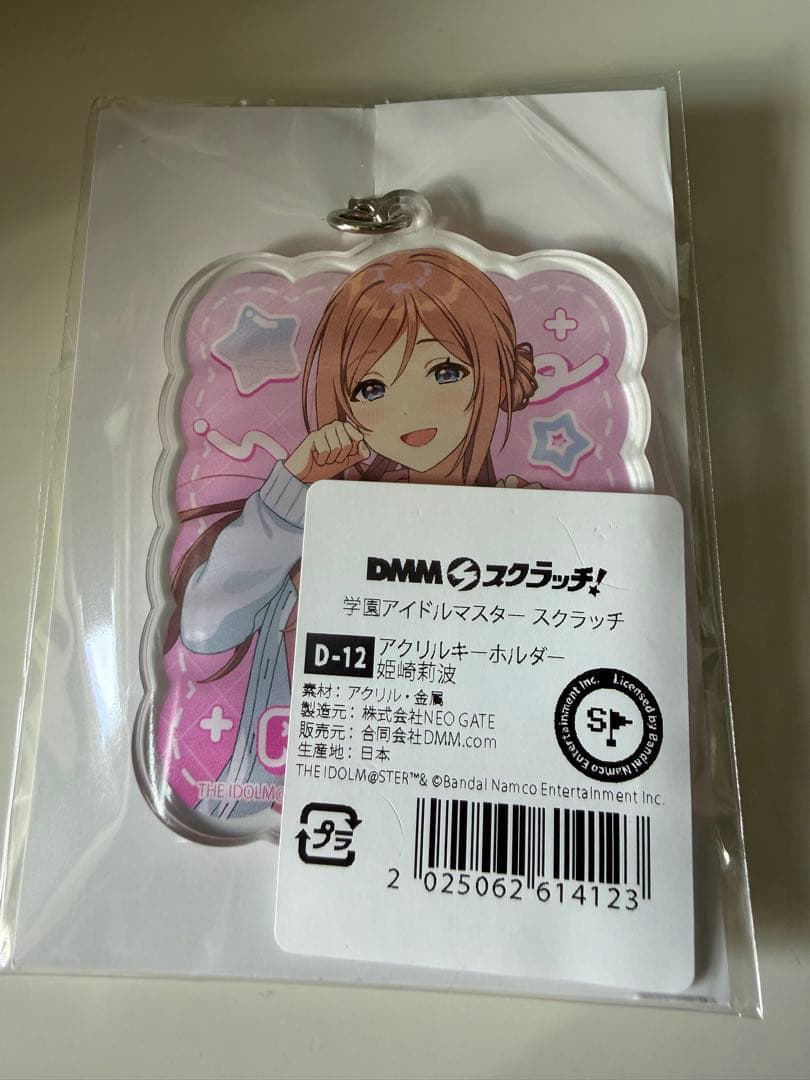 DMM スクラッチ!
学園アイドルマスター スクラッチ
D-12 アクリルキーホルダー
姫崎莉波
素材：アクリル・金属
製造元：株式会社NEO GATE
販売元：合同会社DMM.com
生産地：日本
THE IDOLM@STER™& ©Bandai Namco Entertainment Inc.
Licensed by Bandai Namco Entertainment Inc.
SP
プラ
2 025062 614123
THE IDOLM@